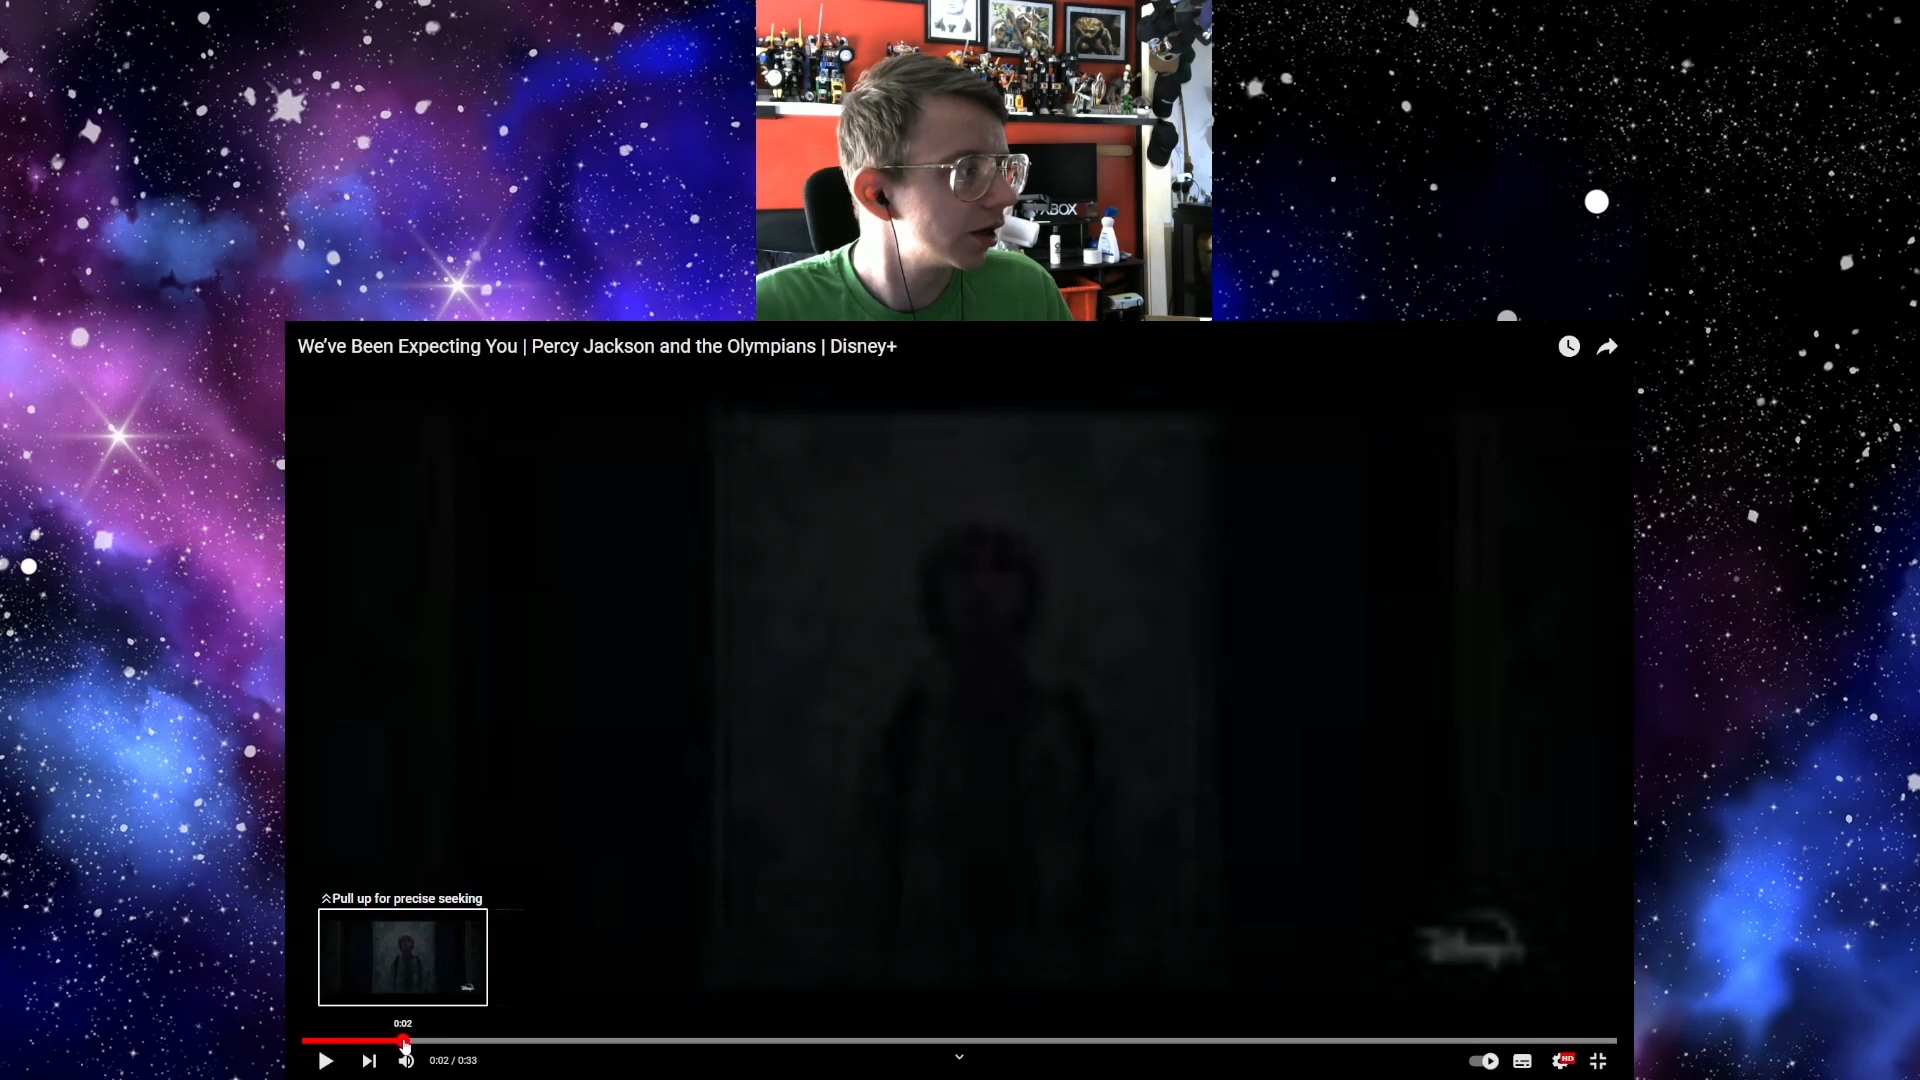 XBOX
We've Been Expecting You | Percy Jackson and the Olympians | Disney+
Pull up for precise seeking
0:02
0:02 / 0:33
HD